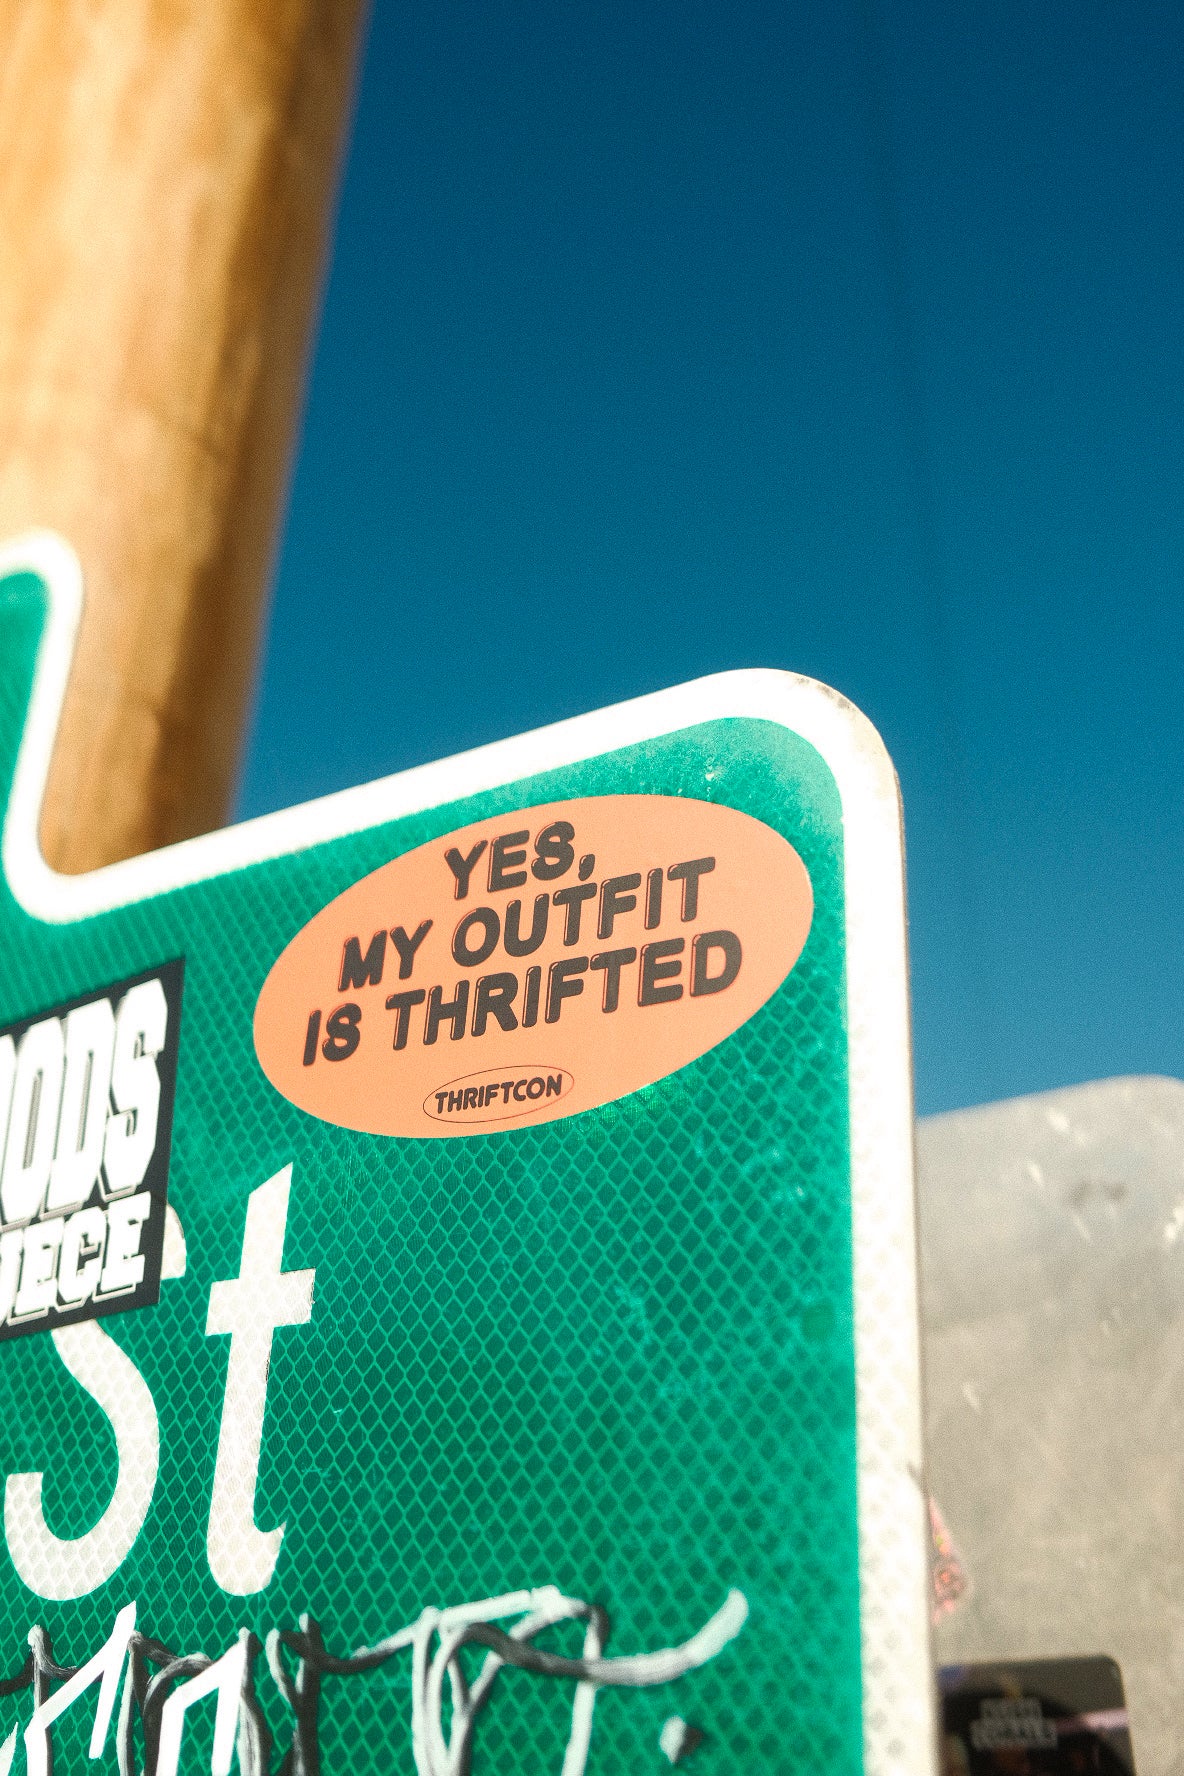 YES,
MY OUTFIT
IS THRIFTED
THRIFTCON
St